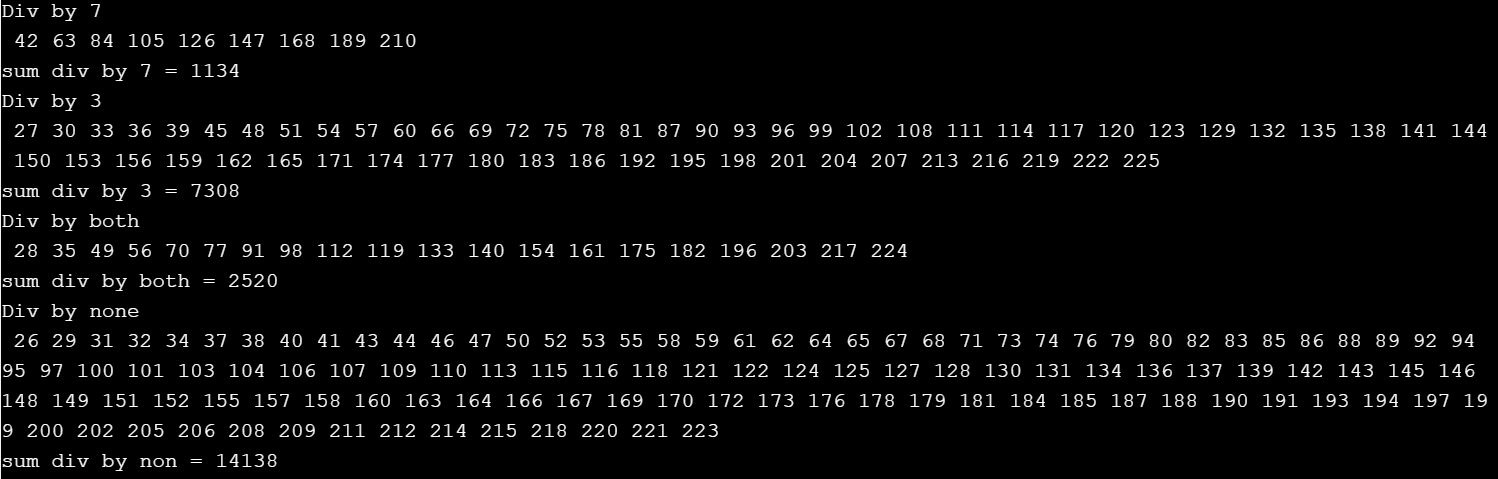 Div by 7
42 63 84 105 126 147 168 189 210
sum div by 7 = 1134
Div by 3
27 30 33 36 39 45 48 51 54 57 60 66 69 72 75 78 81 87 90 93 96 99 102 108 111 114 117 120 123 129 132 135 138 141 144
150 153 156 159 162 165 171 174 177 180 183 186 192 195 198 201 204 207 213 216 219 222 225
sum div by 3 = 7308
Div by both
28 35 49 56 70 77 91 98 112 119 133 140 154 161 175 182 196 203 217 224
sum div by both = 2520
Div by none
26 29 31 32 34 37 38 40 41 43 44 46 47 50 52 53 55 58 59 61 62 64 65 67 68 71 73 74 76 79 80 82 83 85 86 88 89 92 94
95 97 100 101 103 104 106 107 109 110 113 115 116 118 121 122 124 125 127 128 130 131 134 136 137 139 142 143 145 146
148 149 151 152 155 157 158 160 163 164 166 167 169 170 172 173 176 178 179 181 184 185 187 188 190 191 193 194 197 19
9 200 202 205 206 208 209 211 212 214 215 218 220 221 223
sum div by non = 14138